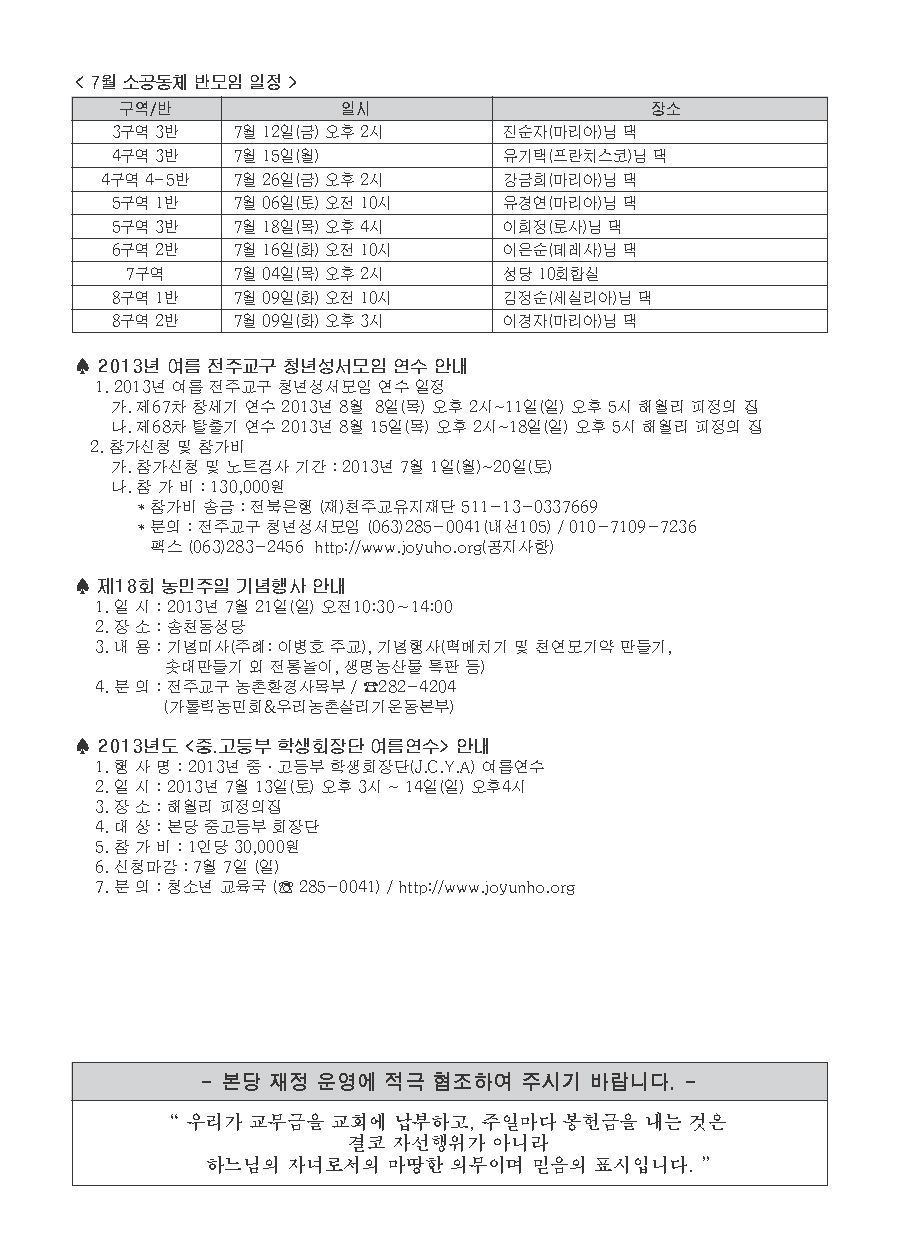 < 7월 소공동체 반모임 일정 >
구역/반 일시 장소
3구역 3반 7월 12일(금) 오후 2시 진순자(마리아)님 댁
4구역 3반 7월 15일(월) 유기택(프란치스코)님 댁
4구역 4-5반 7월 26일(금) 오후 2시 강금희(마리아)님 댁
5구역 1반 7월 06일(토) 오전 10시 유경연(마리아)님 댁
5구역 3반 7월 18일(목) 오후 4시 이희정(로사)님 댁
6구역 2반 7월 16일(화) 오전 10시 이은순(데레사)님 댁
7구역 7월 04일(목) 오후 2시 성당 10회합실
8구역 1반 7월 09일(화) 오전 10시 김정순(세실리아)님 댁
8구역 2반 7월 09일(화) 오후 3시 이경자(마리아)님 댁
♠ 2013년 여름 전주교구 청년성서모임 연수 안내
1. 2013년 여름 전주교구 청년성서모임 연수 일정
가. 제67차 창세기 연수 2013년 8월 8일(목) 오후 2시~11일(일) 오후 5시 해월리 피정의 집
나. 제68차 탈출기 연수 2013년 8월 15일(목) 오후 2시~18일(일) 오후 5시 해월리 피정의 집
2. 참가신청 및 참가비
가. 참가신청 및 노트검사 기간 : 2013년 7월 1일(월)~20일(토)
나. 참 가 비 : 130,000원
* 참가비 송금 : 전북은행 (재)천주교유지재단 511-13-0337669
* 문의 : 전주교구 청년성서모임 (063)285-0041(내선105) / 010-7109-7236
팩스 (063)283-2456 http://www.joyuho.org(공지사항)
♠ 제18회 농민주일 기념행사 안내
1. 일 시 : 2013년 7월 21일(일) 오전10:30~14:00
2. 장 소 : 송천동성당
3. 내 용 : 기념미사(주례: 이병호 주교), 기념행사(떡메치기 및 천연모기약 만들기,
솟대만들기 외 전통놀이, 생명농산물 특판 등)
4. 문 의 : 전주교구 농촌환경사목부 / ☎282-4204
(가톨릭농민회&우리농촌살리기운동본부)
♠ 2013년도 <중.고등부 학생회장단 여름연수> 안내
1. 행 사 명 : 2013년 중·고등부 학생회장단(J.C.Y.A) 여름연수
2. 일 시 : 2013년 7월 13일(토) 오후 3시 ~ 14일(일) 오후4시
3. 장 소 : 해월리 피정의집
4. 대 상 : 본당 중고등부 회장단
5. 참 가 비 : 1인당 30,000원
6. 신청마감 : 7월 7일 (일)
7. 문 의 : 청소년 교육국 (☎ 285-0041) / http://www.joyunho.org
- 본당 재정 운영에 적극 협조하여 주시기 바랍니다. -
“ 우리가 교무금을 교회에 납부하고, 주일마다 봉헌금을 내는 것은
결코 자선행위가 아니라
하느님의 자녀로서의 마땅한 의무이며 믿음의 표시입니다. ”